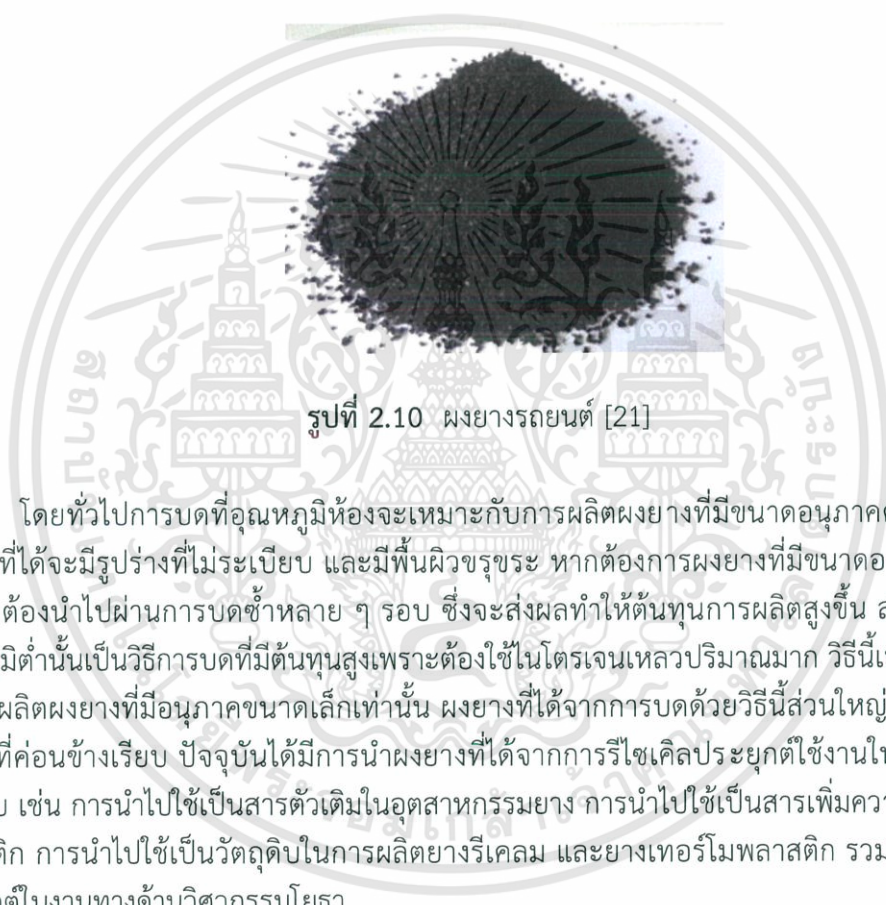 รูปที่ 2.10 ผงยางรถยนต์ [21]
โดยทั่วไปการบดที่อุณหภูมิห้องจะเหมาะกับการผลิตผงยางที่มีขนาดอนุภาค
ที่ได้จะมีรูปร่างที่ไม่ระเบียบ และมีพื้นผิวขรุขระ หากต้องการผงยางที่มีขนาด
ต้องนำไปผ่านการบดซ้ำหลาย ๆ รอบ ซึ่งจะส่งผลทำให้ต้นทุนการผลิตสูงขึ้น
มิต่ำนั้นเป็นวิธีการบดที่มีต้นทุนสูงเพราะต้องใช้ไนโตรเจนเหลวปริมาณมาก วิธีนี้
ผลิตผงยางที่มีอนุภาคขนาดเล็กเท่านั้น ผงยางที่ได้จากการบดด้วยวิธีนี้ส่วนใหญ่
ที่ค่อนข้างเรียบ ปัจจุบันได้มีการนำผงยางที่ได้จากการรีไซเคิลประยุกต์ใช้งานใน
บ เช่น การนำไปใช้เป็นสารตัวเติมในอุตสาหกรรมยาง การนำไปใช้เป็นสารเพิ่มควา
ติก การนำไปใช้เป็นวัตถุดิบในการผลิตยางรีเคลม และยางเทอร์โมพลาสติก รวม
ต์ในงานทางด้านวิศวกรรมโยธา